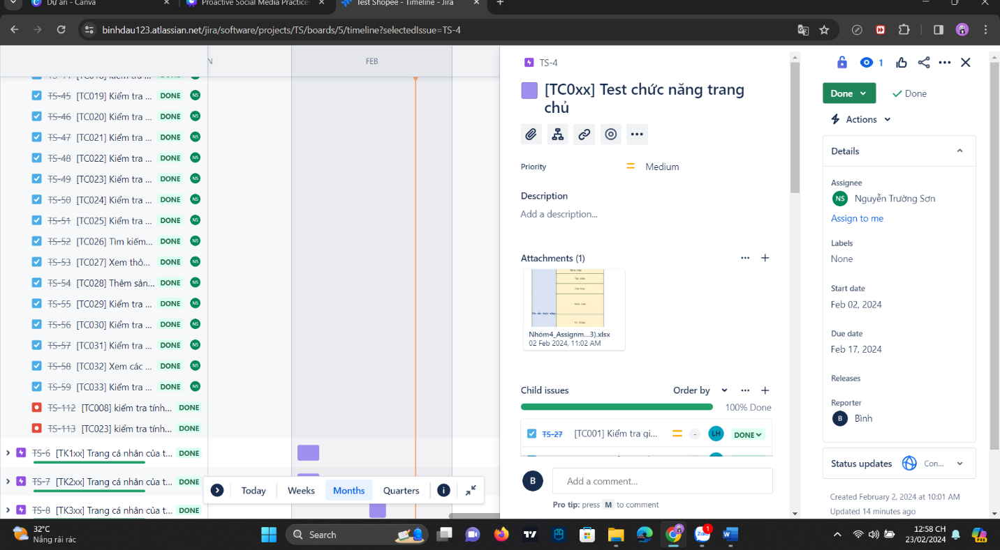 Dự án - Canva
Proactive Social Media Practice
Test Shopee - Timeline - Jira
binhdau123.atlassian.net/jira/software/projects/TS/boards/5/timeline?selectedIssue=TS-4
FEB
TS-45 [TC019] Kiểm tra ... DONE NS
TS-46 [TC020] Kiểm tra ... DONE NS
TS-47 [TC021] Kiểm tra ... DONE NS
TS-48 [TC022] Kiểm tra ... DONE NS
TS-49 [TC023] Kiểm tra ... DONE NS
TS-50 [TC024] Kiểm tra ... DONE NS
TS-51 [TC025] Kiểm tra ... DONE NS
TS-52 [TC026] Tìm kiếm... DONE NS
TS-53 [TC027] Xem thô... DONE NS
TS-54 [TC028] Thêm sản... DONE NS
TS-55 [TC029] Kiểm tra ... DONE NS
TS-56 [TC030] Kiểm tra ... DONE NS
TS-57 [TC031] Kiểm tra ... DONE NS
TS-58 [TC032] Xem các ... DONE NS
TS-59 [TC033] Kiểm tra ... DONE NS
TS-112 [TC008] kiểm tra tính... DONE
TS-113 [TC023] kiểm tra tính... DONE
TS-6 [TK1xx] Trang cá nhân của t... DONE
TS-7 [TK2xx] Trang cá nhân của t... DONE
TS-8 [TK3xx] Trang cá nhân của t... DONE
Today Weeks Months Quarters
TS-4
[TC0xx] Test chức năng trang
chủ
Priority Medium
Description
Add a description...
Attachments (1)
Nhóm4_Assignm...3).xlsx
02 Feb 2024, 11:02 AM
Child issues Order by
100% Done
TS-27 [TC001] Kiểm tra gi... - LH DONE
B Add a comment...
Pro tip: press M to comment
1
Done Done
Actions
Details
Assignee
NS Nguyễn Trường Sơn
Assign to me
Labels
None
Start date
Feb 02, 2024
Due date
Feb 17, 2024
Releases
Reporter
B Bình
Status updates Con...
Created February 2, 2024 at 10:01 AM
Updated 14 minutes ago
32°C
Nắng rải rác
Search
Zalo
1
12:58 CH
23/02/2024
PRE